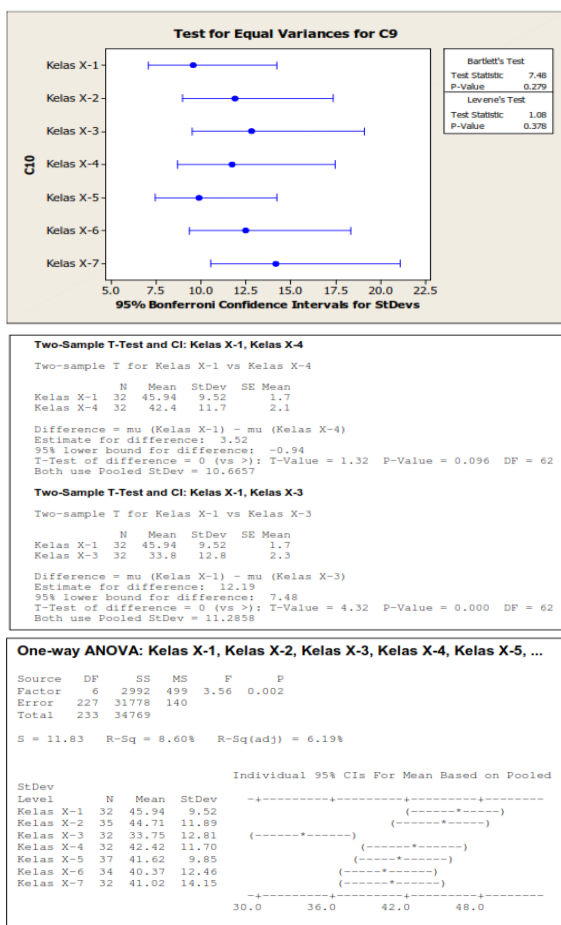 Test for Equal Variances for C9
Kelas X-1
Kelas X-2
Kelas X-3
Kelas X-4
Kelas X-5
Kelas X-6
Kelas X-7
C10
5.0 7.5 10.0 12.5 15.0 17.5 20.0 22.5
95% Bonferroni Confidence Intervals for StDevs
Bartlett's Test
Test Statistic 7.48
P-Value 0.279
Levene's Test
Test Statistic 1.08
P-Value 0.378
Two-Sample T-Test and CI: Kelas X-1, Kelas X-4
Two-sample T for Kelas X-1 vs Kelas X-4
N Mean StDev SE Mean
Kelas X-1 32 45.94 9.52 1.7
Kelas X-4 32 42.4 11.7 2.1
Difference = mu (Kelas X-1) - mu (Kelas X-4)
Estimate for difference: 3.52
95% lower bound for difference: -0.94
T-Test of difference = 0 (vs >): T-Value = 1.32 P-Value = 0.096 DF = 62
Both use Pooled StDev = 10.6657
Two-Sample T-Test and CI: Kelas X-1, Kelas X-3
Two-sample T for Kelas X-1 vs Kelas X-3
N Mean StDev SE Mean
Kelas X-1 32 45.94 9.52 1.7
Kelas X-3 32 33.8 12.8 2.3
Difference = mu (Kelas X-1) - mu (Kelas X-3)
Estimate for difference: 12.19
95% lower bound for difference: 7.48
T-Test of difference = 0 (vs >): T-Value = 4.32 P-Value = 0.000 DF = 62
Both use Pooled StDev = 11.2858
One-way ANOVA: Kelas X-1, Kelas X-2, Kelas X-3, Kelas X-4, Kelas X-5, ...
Source DF SS MS F P
Factor 6 2992 499 3.56 0.002
Error 227 31778 140
Total 233 34769
S = 11.83 R-Sq = 8.60% R-Sq(adj) = 6.19%
Individual 95% CIs For Mean Based on Pooled
StDev
Level N Mean StDev -+---------+---------+---------+--------
Kelas X-1 32 45.94 9.52 (------*-----)
Kelas X-2 35 44.71 11.89 (------*-----)
Kelas X-3 32 33.75 12.81 (------*------)
Kelas X-4 32 42.42 11.70 (------*------)
Kelas X-5 37 41.62 9.85 (-----*------)
Kelas X-6 34 40.37 12.46 (-----*------)
Kelas X-7 32 41.02 14.15 (------*------)
-+---------+---------+---------+--------
30.0 36.0 42.0 48.0